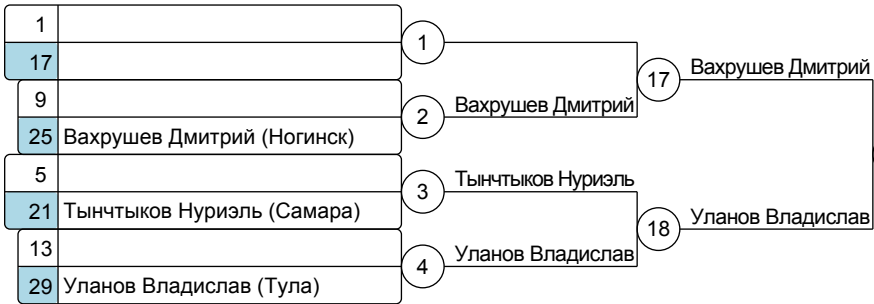 1
17
1
9
25 Вахрушев Дмитрий (Ногинск)
2
Вахрушев Дмитрий
17
Вахрушев Дмитрий
5
21 Тынчтыков Нуриэль (Самара)
3
Тынчтыков Нуриэль
13
29 Уланов Владислав (Тула)
4
Уланов Владислав
18
Уланов Владислав